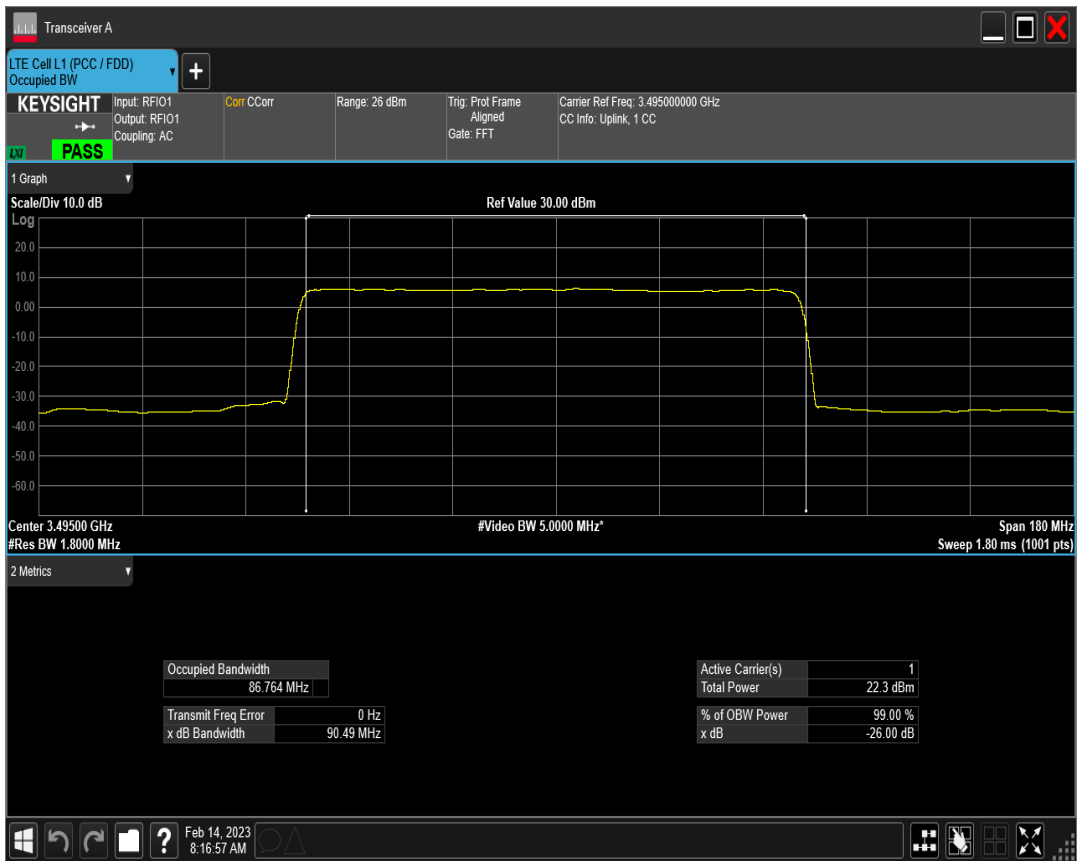 Transceiver A
LTE Cell L1 (PCC / FDD)
Occupied BW
KEYSIGHT
LXI
PASS
Input: RFIO1
Output: RFIO1
Coupling: AC
Corr CCorr
Range: 26 dBm
Trig: Prot Frame
Aligned
Gate: FFT
Carrier Ref Freq: 3.495000000 GHz
CC Info: Uplink, 1 CC
1 Graph
Scale/Div 10.0 dB
Ref Value 30.00 dBm
Log
20.0
10.0
0.00
-10.0
-20.0
-30.0
-40.0
-50.0
-60.0
Center 3.49500 GHz
#Video BW 5.0000 MHz*
Span 180 MHz
#Res BW 1.8000 MHz
Sweep 1.80 ms (1001 pts)
2 Metrics
Occupied Bandwidth
86.764 MHz
Transmit Freq Error 0 Hz
x dB Bandwidth 90.49 MHz
Active Carrier(s) 1
Total Power 22.3 dBm
% of OBW Power 99.00 %
x dB -26.00 dB
?
Feb 14, 2023
8:16:57 AM